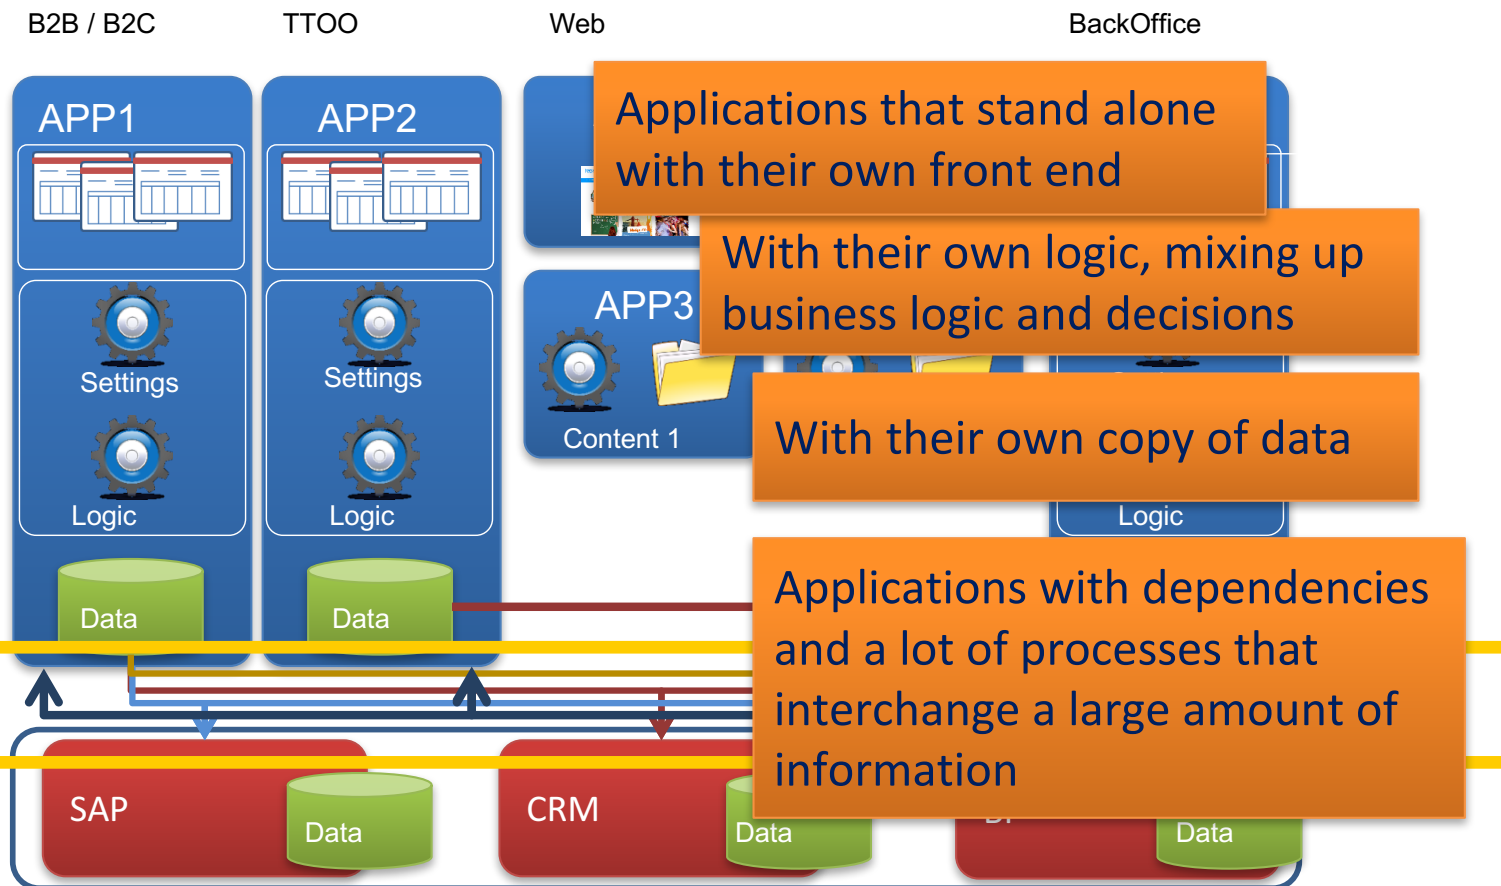 B2B / B2C
TTOO
Web
BackOffice
APP1
APP2
Applications that stand alone
with their own front end
With their own logic, mixing up
business logic and decisions
APP3
Settings
Settings
Content 1
With their own copy of data
Logic
Logic
Logic
Data
Data
Applications with dependencies
and a lot of processes that
interchange a large amount of
information
SAP
Data
CRM
Data
Data